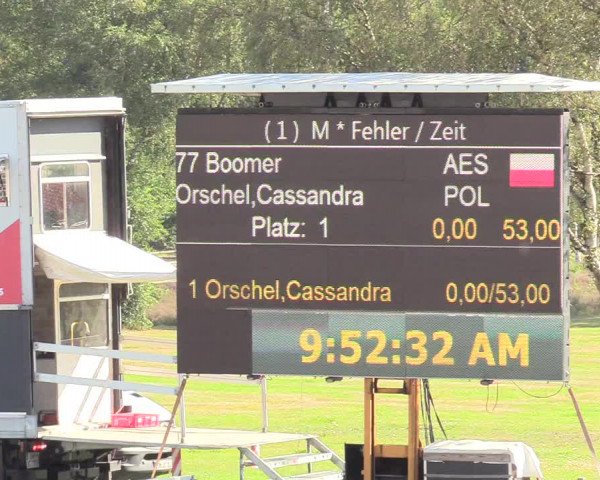 (1) M * Fehler / Zeit
77 Boomer AES
Orschel,Cassandra POL
Platz: 1 0,00 53,00
1 Orschel,Cassandra 0,00/53,00
9:52:32 AM